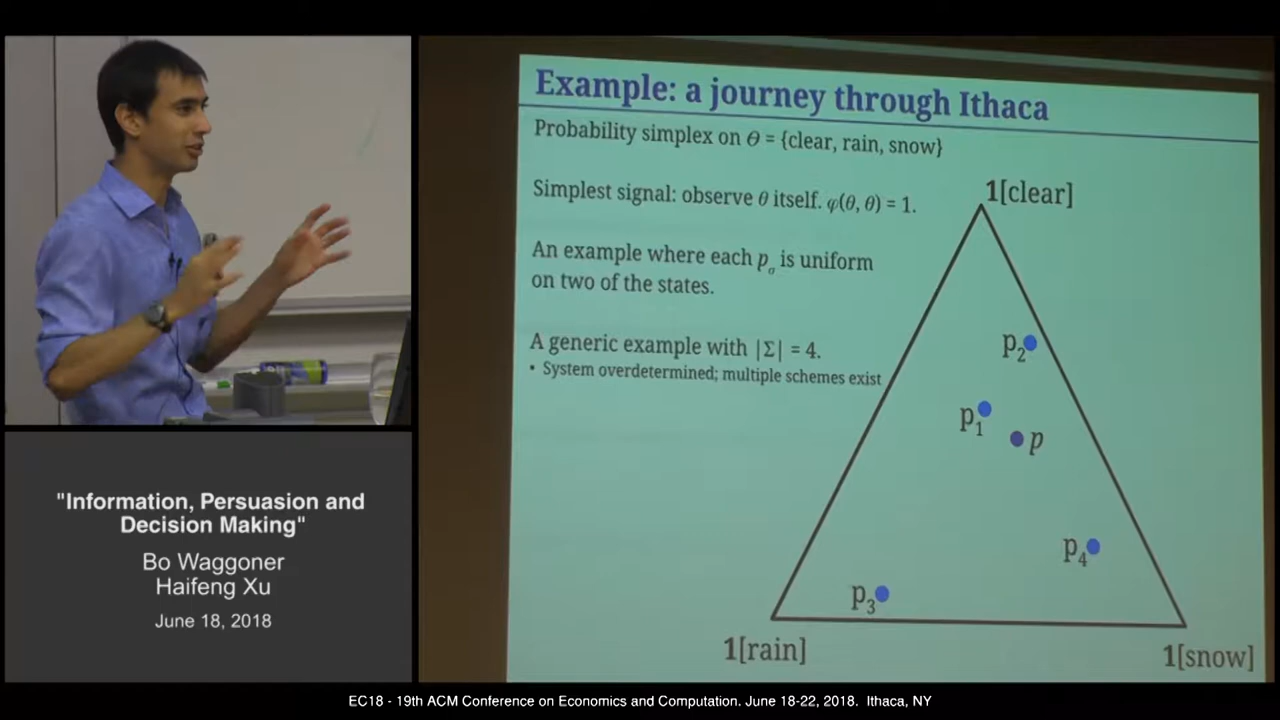 Example: a journey through Ithaca
Probability simplex on Θ = {clear, rain, snow}
Simplest signal: observe θ itself. φ(θ, θ) = 1.
An example where each pσ is uniform
on two of the states.
A generic example with |Σ| = 4.
• System overdetermined; multiple schemes exist
1[clear]
p2
p1
p
p4
p3
1[rain]
1[snow]
"Information, Persuasion and
Decision Making"
Bo Waggoner
Haifeng Xu
June 18, 2018
EC18 - 19th ACM Conference on Economics and Computation. June 18-22, 2018. Ithaca, NY